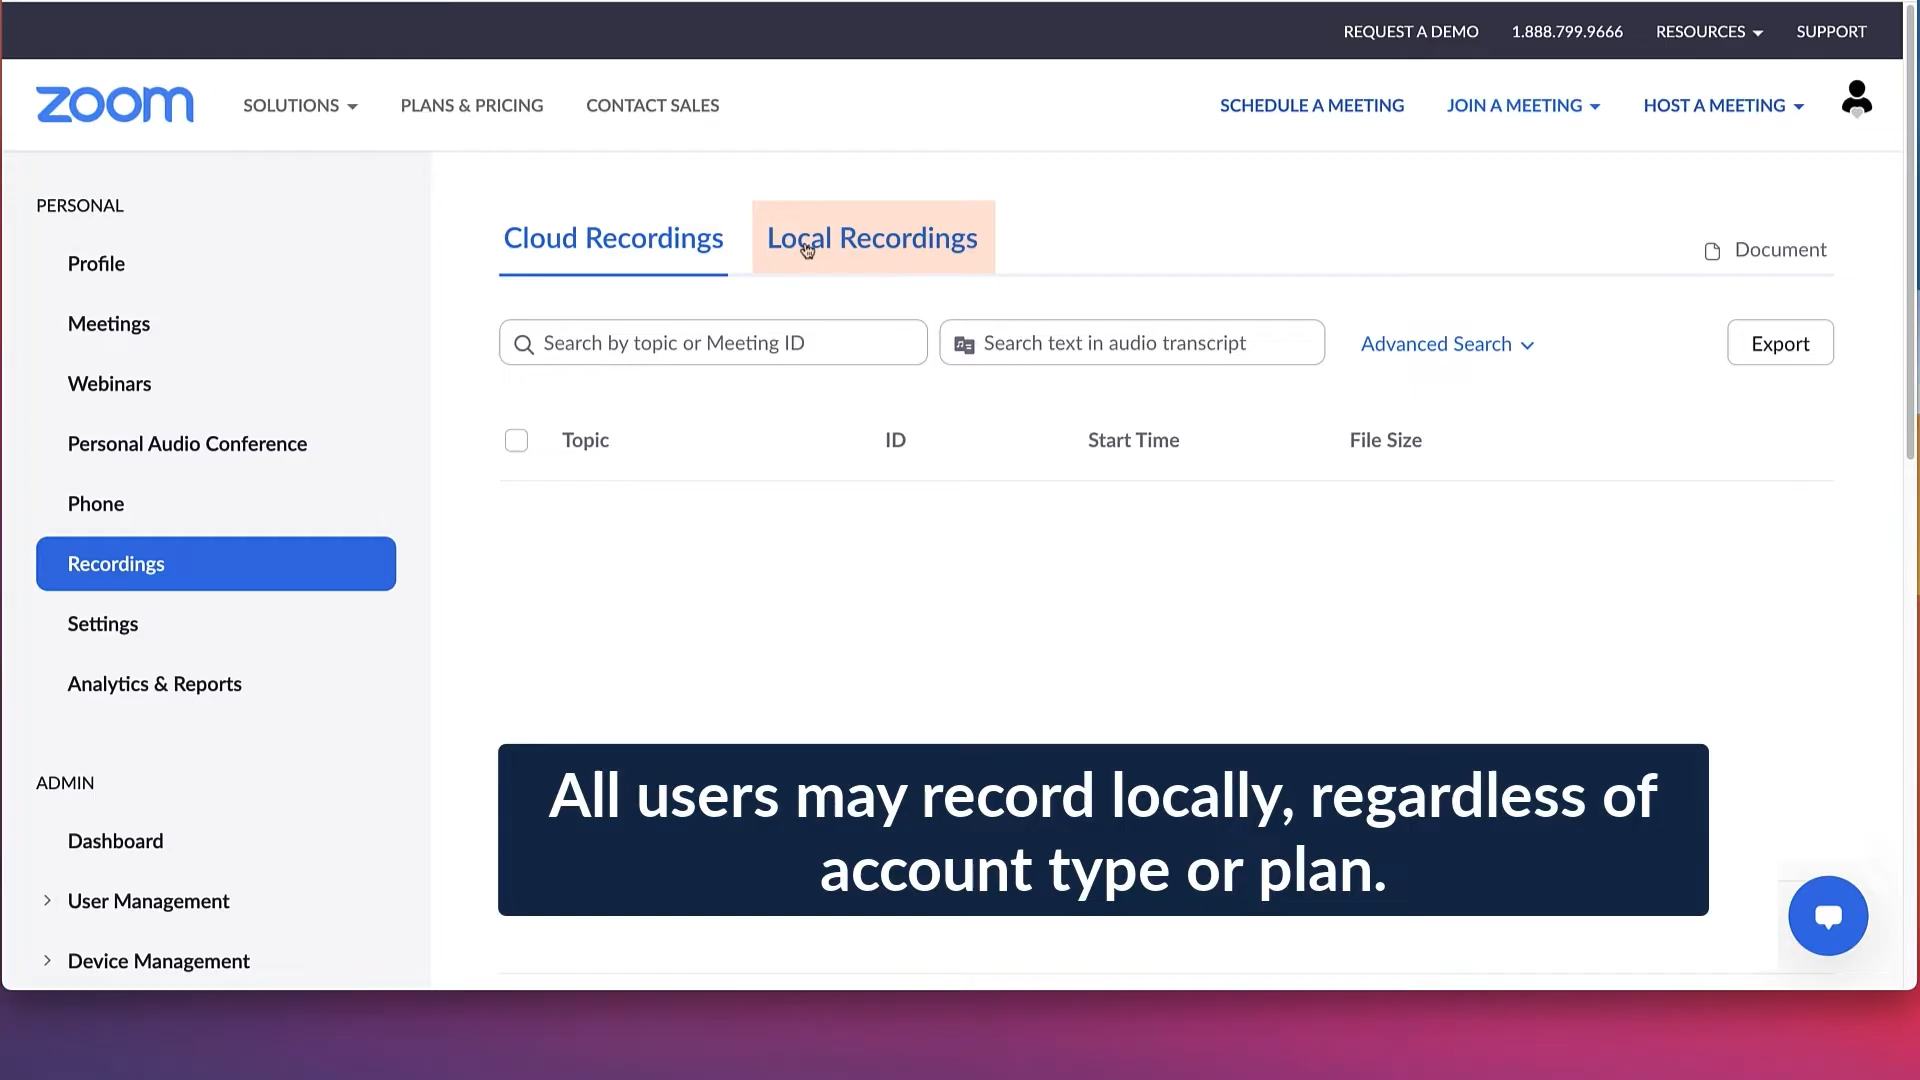 REQUEST A DEMO 1.888.799.9666 RESOURCES SUPPORT
zoom SOLUTIONS PLANS & PRICING CONTACT SALES SCHEDULE A MEETING JOIN A MEETING HOST A MEETING
PERSONAL
Profile
Meetings
Webinars
Personal Audio Conference
Phone
Recordings
Settings
Analytics & Reports
ADMIN
Dashboard
User Management
Device Management
Cloud Recordings Local Recordings
Document
Search by topic or Meeting ID Search text in audio transcript Advanced Search Export
Topic ID Start Time File Size
All users may record locally, regardless of
account type or plan.